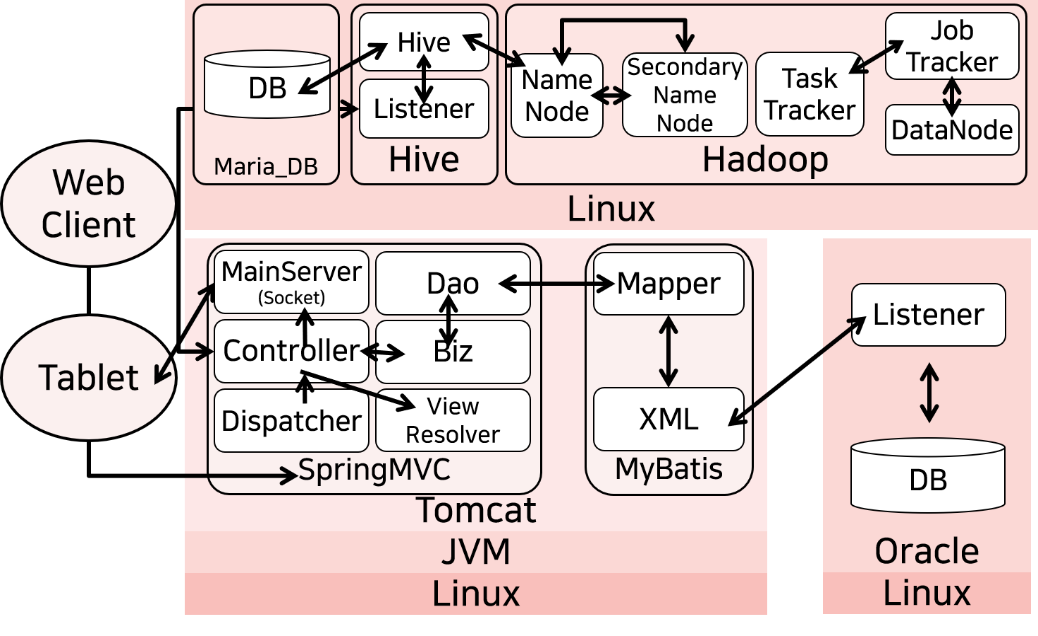 Web
Client
Tablet
DB
Maria_DB
Hive
Listener
Hive
Name
Node
Secondary
Name
Node
Task
Tracker
Job
Tracker
DataNode
Hadoop
Linux
MainServer
(Socket)
Dao
Controller
Biz
Dispatcher
View
Resolver
SpringMVC
Mapper
XML
MyBatis
Tomcat
JVM
Linux
Listener
DB
Oracle
Linux